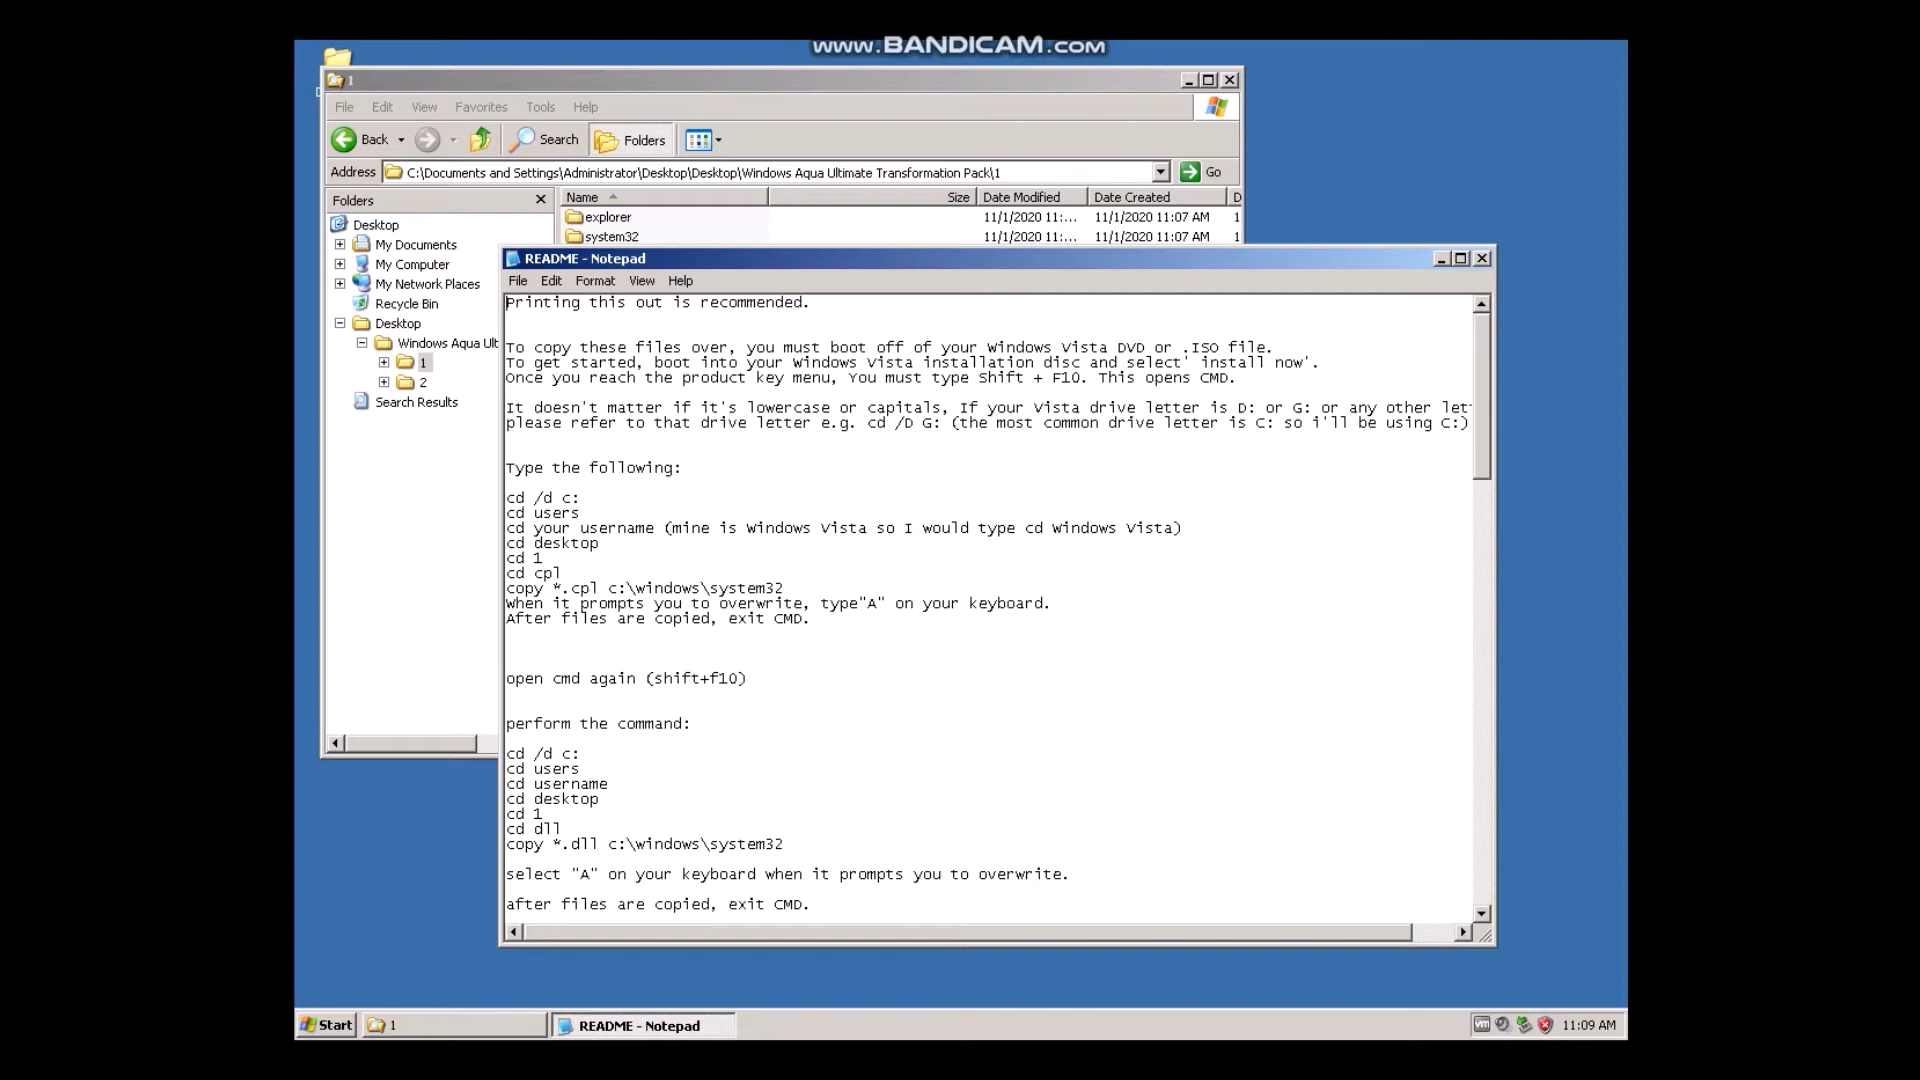 www.BANDICAM.com
1
File Edit View Favorites Tools Help
Back Search Folders
Address C:\Documents and Settings\Administrator\Desktop\Desktop\Windows Aqua Ultimate Transformation Pack\1 Go
Folders
Name Size Date Modified Date Created D
Desktop
explorer 11/1/2020 11:... 11/1/2020 11:07 AM 1
My Documents
system32 11/1/2020 11:... 11/1/2020 11:07 AM 1
My Computer
My Network Places
Recycle Bin
Desktop
Windows Aqua Ult
1
2
Search Results
README - Notepad
File Edit Format View Help
Printing this out is recommended.
To copy these files over, you must boot off of your Windows Vista DVD or .ISO file.
To get started, boot into your Windows Vista installation disc and select' install now'.
Once you reach the product key menu, You must type Shift + F10. This opens CMD.
It doesn't matter if it's lowercase or capitals, If your Vista drive letter is D: or G: or any other let
please refer to that drive letter e.g. cd /D G: (the most common drive letter is C: so i'll be using C:)
Type the following:
cd /d c:
cd users
cd your username (mine is Windows Vista so I would type cd Windows Vista)
cd desktop
cd 1
cd cpl
copy *.cpl c:\windows\system32
When it prompts you to overwrite, type"A" on your keyboard.
After files are copied, exit CMD.
open cmd again (shift+f10)
perform the command:
cd /d c:
cd users
cd username
cd desktop
cd 1
cd dll
copy *.dll c:\windows\system32
select "A" on your keyboard when it prompts you to overwrite.
after files are copied, exit CMD.
Start 1 README - Notepad 11:09 AM